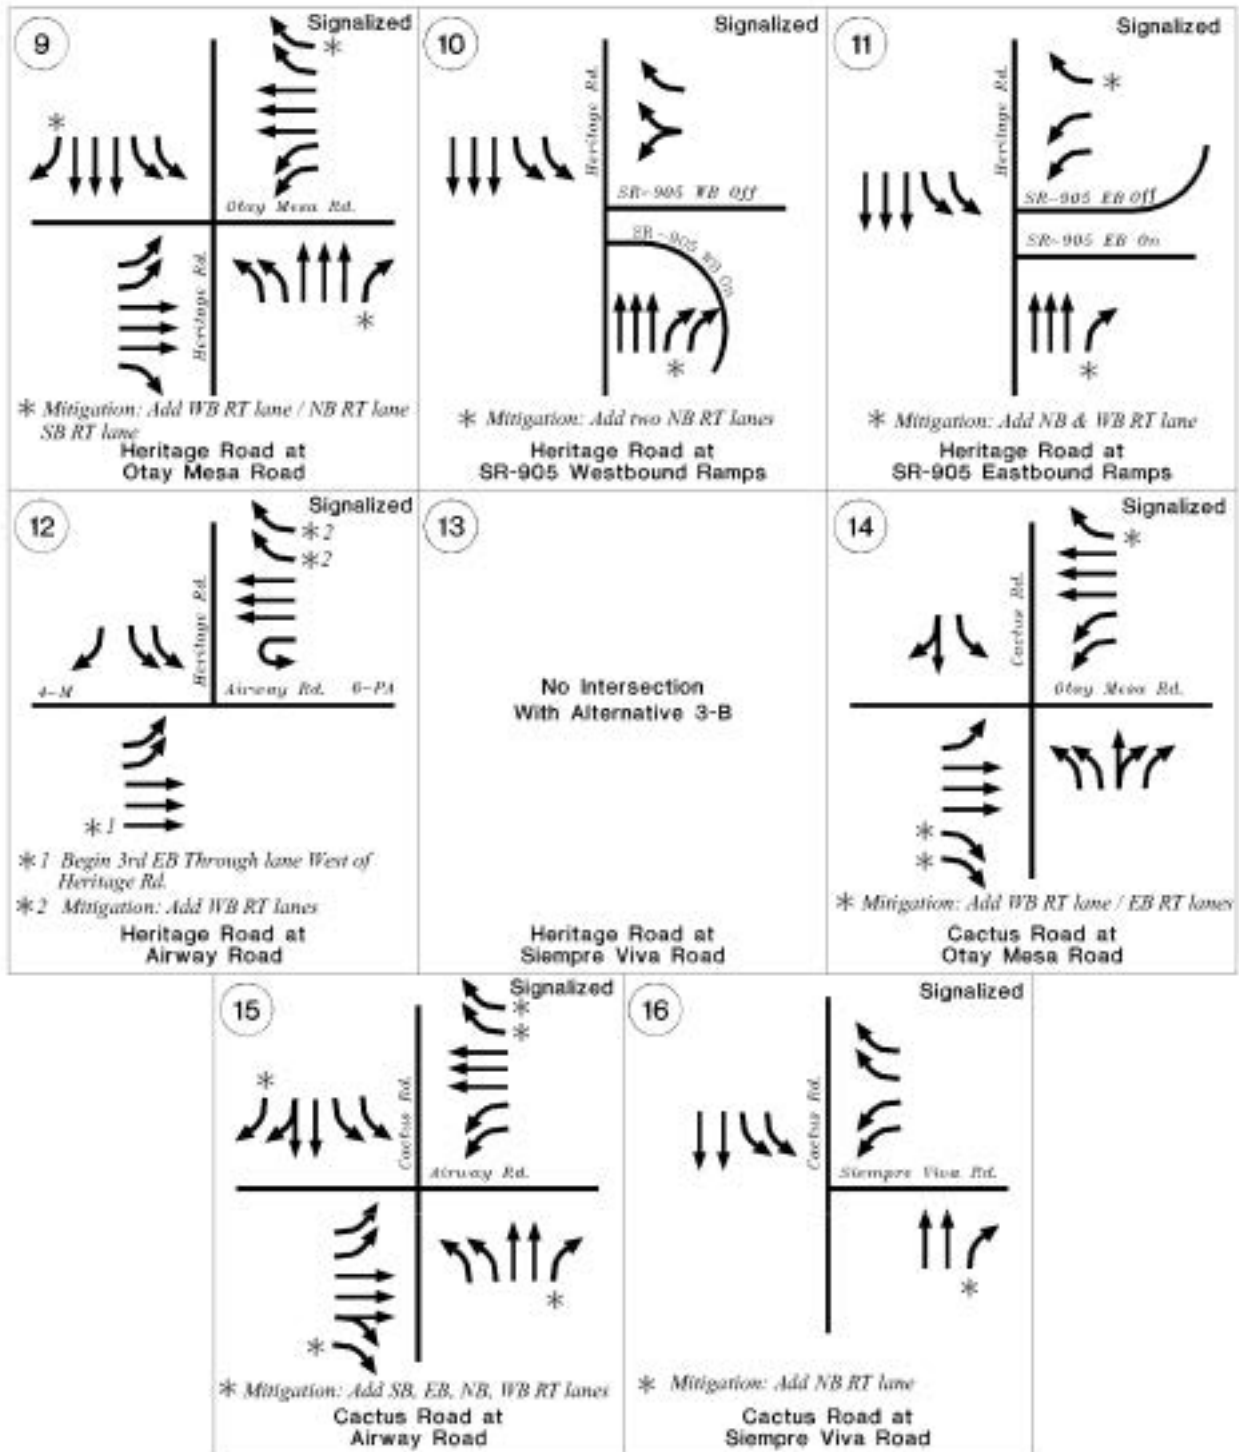 9
Signalized
*
*
Heritage Rd.
Otay Mesa Rd.
*
* Mitigation: Add WB RT lane / NB RT lane
SB RT lane
Heritage Road at
Otay Mesa Road
10
Signalized
Heritage Rd.
SR-905 WB Off
SR-905 WB On
*
* Mitigation: Add two NB RT lanes
Heritage Road at
SR-905 Westbound Ramps
11
Signalized
*
Heritage Rd.
SR-905 EB Off
SR-905 EB On
*
* Mitigation: Add NB & WB RT lane
Heritage Road at
SR-905 Eastbound Ramps
12
Signalized
*2
*2
Heritage Rd.
4-M
Airway Rd. 6-PA
*1
*1 Begin 3rd EB Through lane West of
Heritage Rd.
*2 Mitigation: Add WB RT lanes
Heritage Road at
Airway Road
13
No Intersection
With Alternative 3-B
Heritage Road at
Siempre Viva Road
14
Signalized
*
Cactus Rd.
Otay Mesa Rd.
*
*
* Mitigation: Add WB RT lane / EB RT lanes
Cactus Road at
Otay Mesa Road
15
Signalized
*
*
*
Cactus Rd.
Airway Rd.
*
*
* Mitigation: Add SB, EB, NB, WB RT lanes
Cactus Road at
Airway Road
16
Signalized
Cactus Rd.
Siempre Viva Rd.
*
* Mitigation: Add NB RT lane
Cactus Road at
Siempre Viva Road